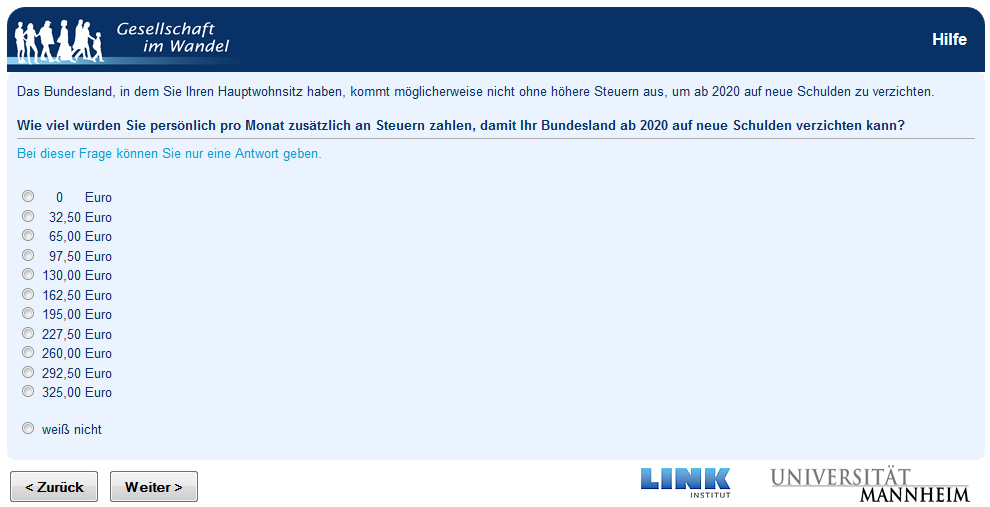 Gesellschaft
im Wandel
Hilfe
Das Bundesland, in dem Sie Ihren Hauptwohnsitz haben, kommt möglicherweise nicht ohne höhere Steuern aus, um ab 2020 auf neue Schulden zu verzichten.
Wie viel würden Sie persönlich pro Monat zusätzlich an Steuern zahlen, damit Ihr Bundesland ab 2020 auf neue Schulden verzichten kann?
Bei dieser Frage können Sie nur eine Antwort geben.
0 Euro
32,50 Euro
65,00 Euro
97,50 Euro
130,00 Euro
162,50 Euro
195,00 Euro
227,50 Euro
260,00 Euro
292,50 Euro
325,00 Euro
weiß nicht
< Zurück
Weiter >
LINK
INSTITUT
UNIVERSITÄT
MANNHEIM